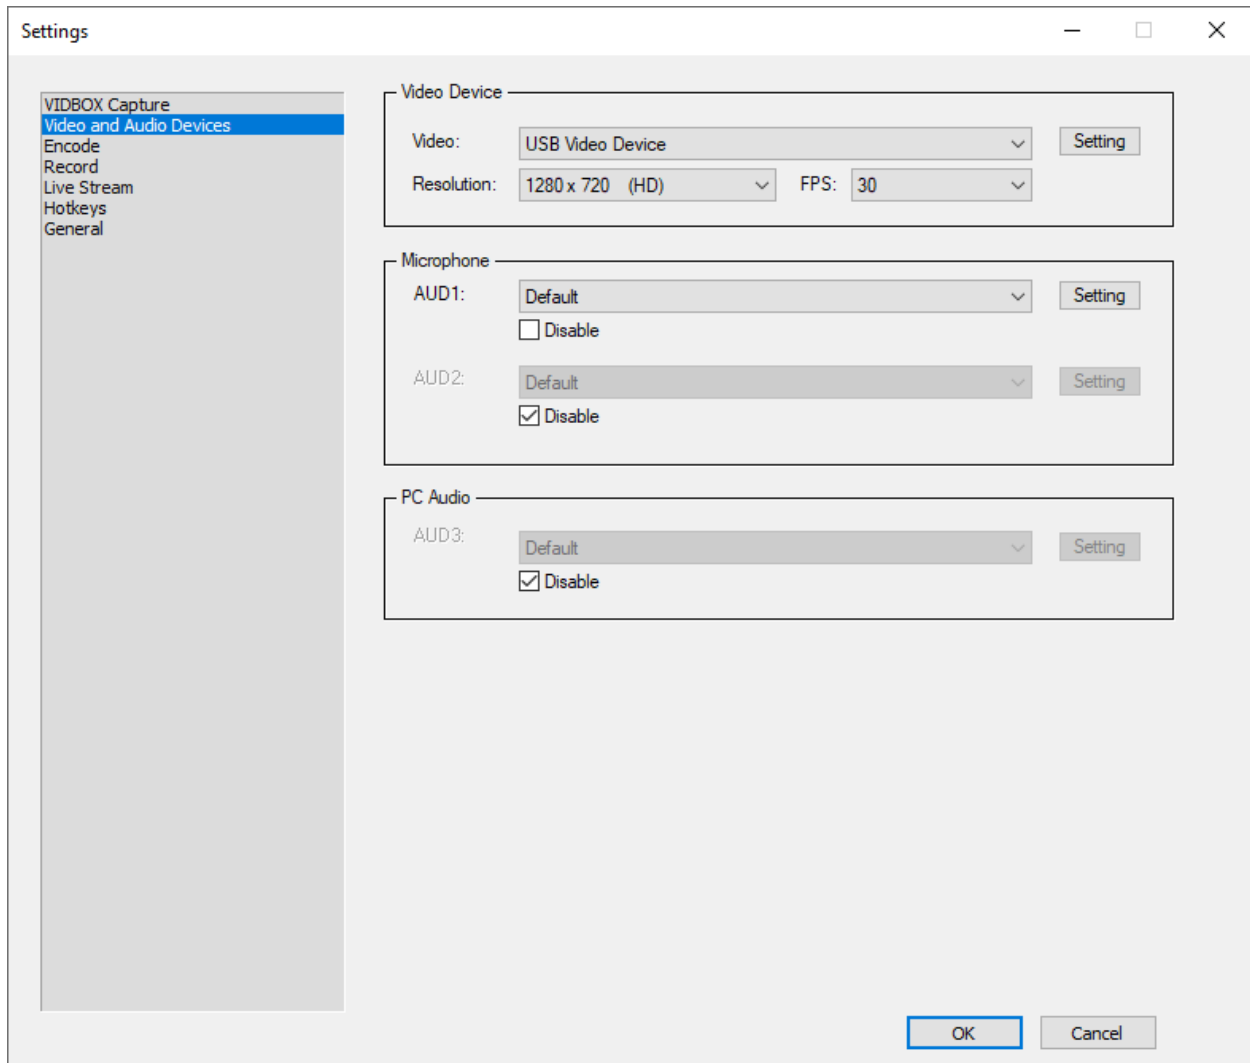 Settings
VIDBOX Capture
Video and Audio Devices
Encode
Record
Live Stream
Hotkeys
General
Video Device
Video: USB Video Device Setting
Resolution: 1280 x 720 (HD) FPS: 30
Microphone
AUD1: Default Setting
Disable
AUD2: Default Setting
Disable
PC Audio
AUD3: Default Setting
Disable
OK Cancel